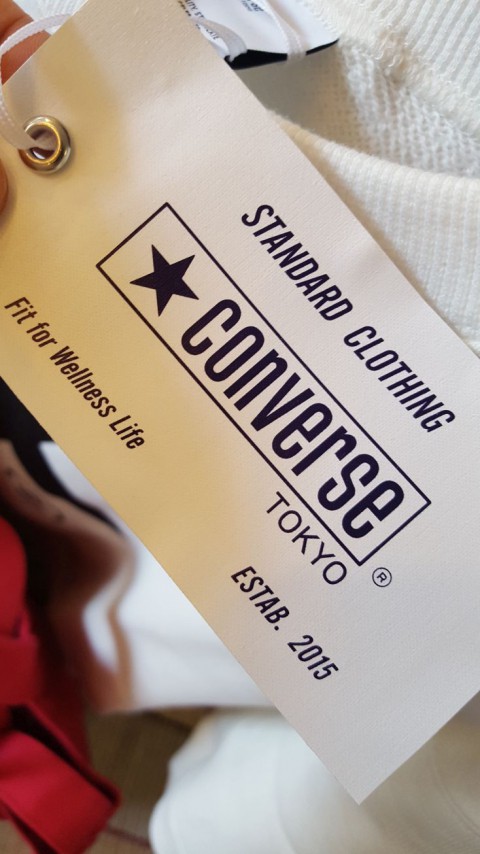 STANDARD CLOTHING
converse
TOKYO
®
Fit for Wellness Life
ESTAB. 2015